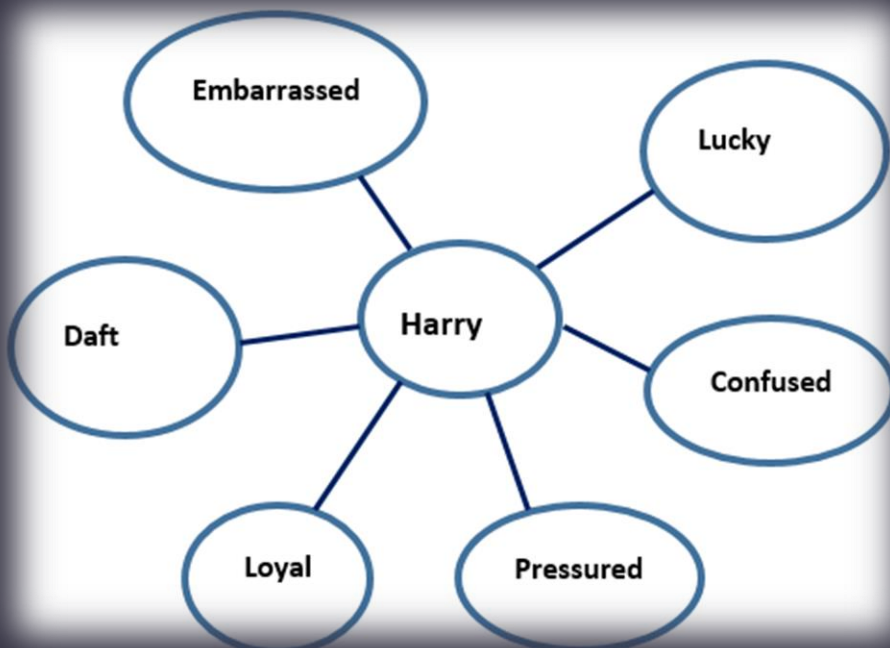 Embarrassed
Lucky
Harry
Daft
Confused
Loyal
Pressured